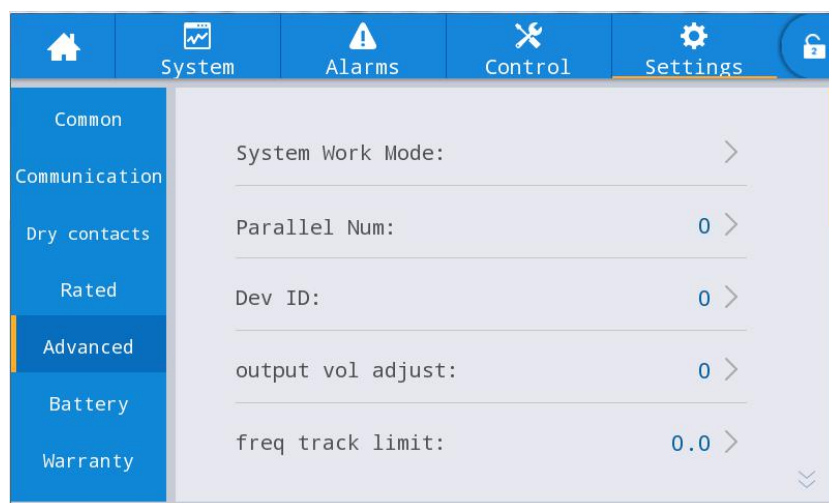 System
Alarms
Control
Settings
2
Common
Communication
Dry contacts
Rated
Advanced
Battery
Warranty
System Work Mode:
Parallel Num: 0
Dev ID: 0
output vol adjust: 0
freq track limit: 0.0